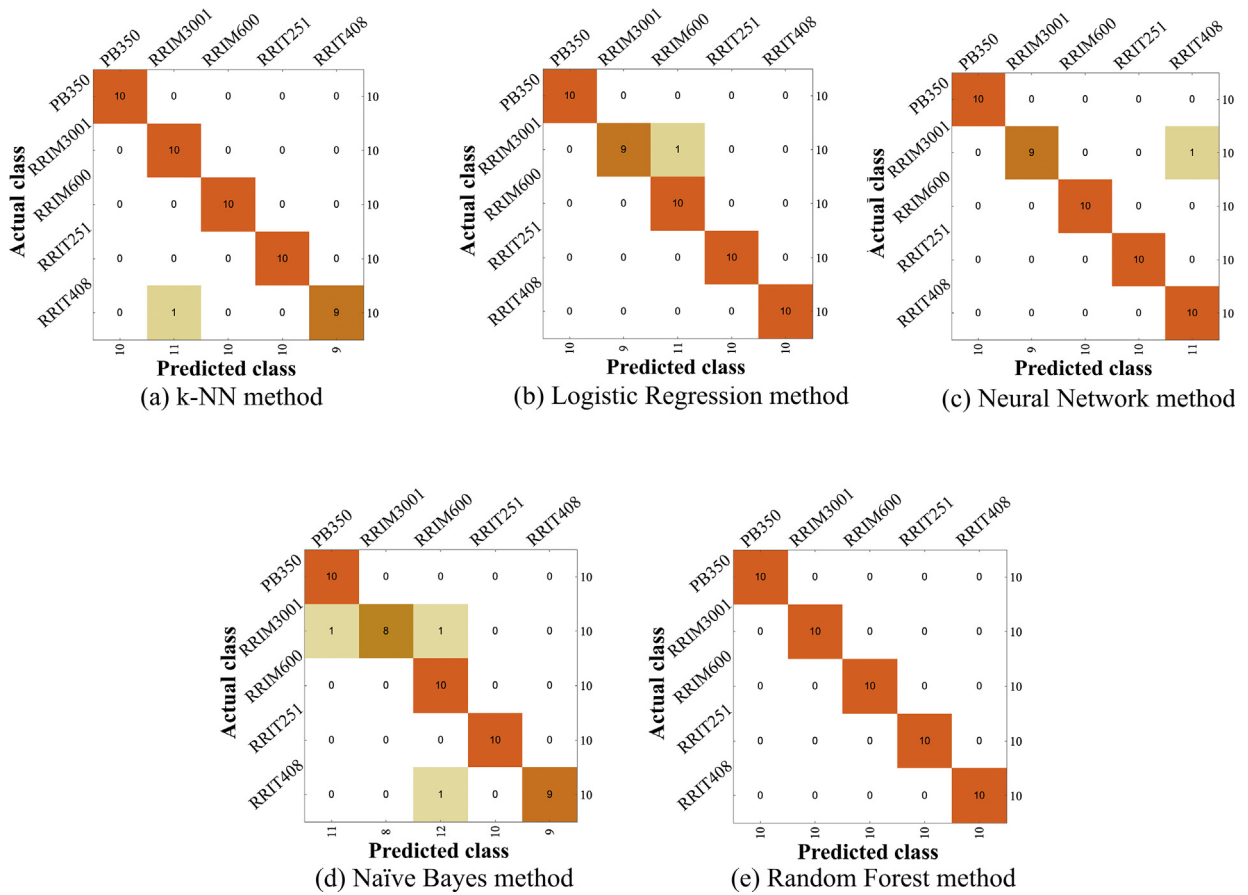 PB350 RRIM3001 RRIM600 RRIT251 RRIT408
PB350 10 0 0 0 0 10
RRIM3001 0 10 0 0 0 10
RRIM600 0 0 10 0 0 10
RRIT251 0 0 0 10 0 10
RRIT408 0 1 0 0 9 10
10 11 10 10 9
Actual class
Predicted class
(a) k-NN method
PB350 RRIM3001 RRIM600 RRIT251 RRIT408
PB350 10 0 0 0 0 10
RRIM3001 0 9 1 0 0 10
RRIM600 0 0 10 0 0 10
RRIT251 0 0 0 10 0 10
RRIT408 0 0 0 0 10 10
10 9 11 10 10
Actual class
Predicted class
(b) Logistic Regression method
PB350 RRIM3001 RRIM600 RRIT251 RRIT408
PB350 10 0 0 0 0 10
RRIM3001 0 9 0 0 1 10
RRIM600 0 0 10 0 0 10
RRIT251 0 0 0 10 0 10
RRIT408 0 0 0 0 10 10
10 9 10 10 11
Actual class
Predicted class
(c) Neural Network method
PB350 RRIM3001 RRIM600 RRIT251 RRIT408
PB350 10 0 0 0 0 10
RRIM3001 1 8 1 0 0 10
RRIM600 0 0 10 0 0 10
RRIT251 0 0 0 10 0 10
RRIT408 0 0 1 0 9 10
11 8 12 10 9
Actual class
Predicted class
(d) Naïve Bayes method
PB350 RRIM3001 RRIM600 RRIT251 RRIT408
PB350 10 0 0 0 0 10
RRIM3001 0 10 0 0 0 10
RRIM600 0 0 10 0 0 10
RRIT251 0 0 0 10 0 10
RRIT408 0 0 0 0 10 10
10 10 10 10 10
Actual class
Predicted class
(e) Random Forest method